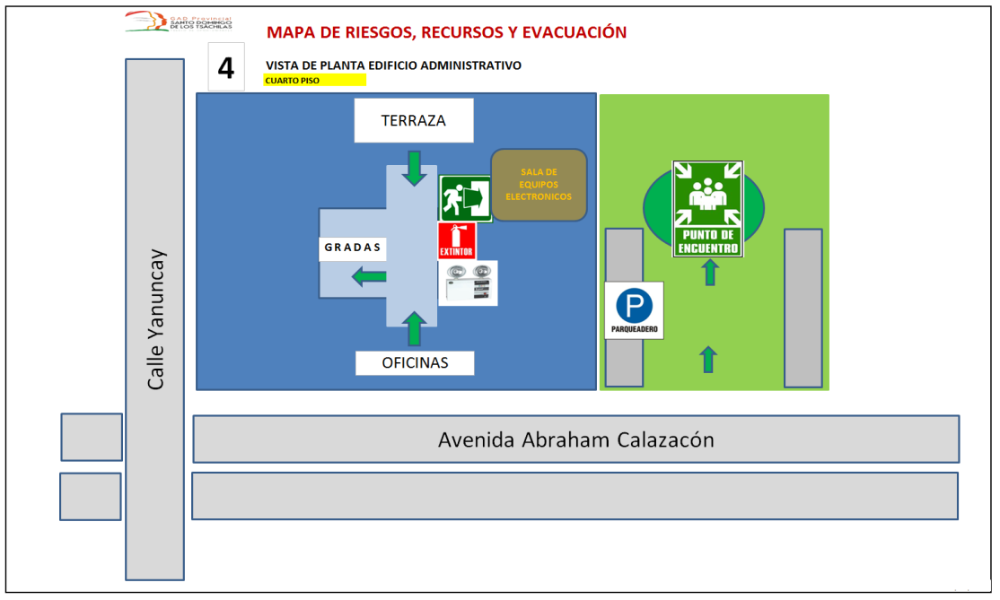 GAD Provincial
SANTO DOMINGO
DE LOS TSÁCHILAS
MAPA DE RIESGOS, RECURSOS Y EVACUACIÓN
4
VISTA DE PLANTA EDIFICIO ADMINISTRATIVO
CUARTO PISO
TERRAZA
SALA DE
EQUIPOS
ELECTRONICOS
GRADAS
EXTINTOR
OFICINAS
PUNTO DE
ENCUENTRO
P
PARQUEADERO
Calle Yanuncay
Avenida Abraham Calazacón